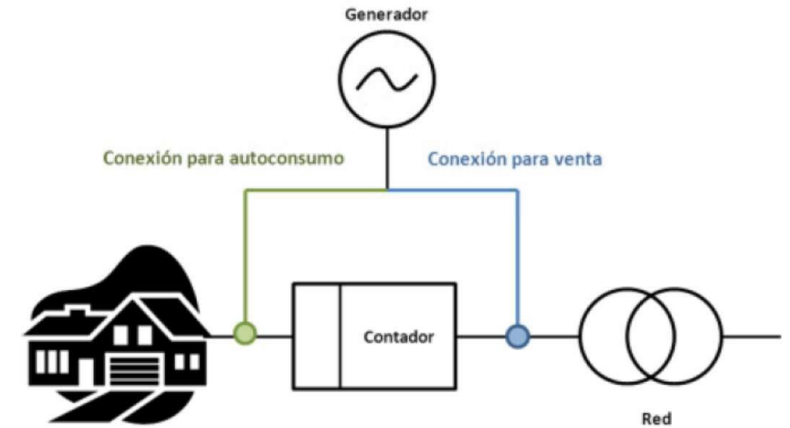 Generador
Conexión para autoconsumo
Conexión para venta
Contador
Red